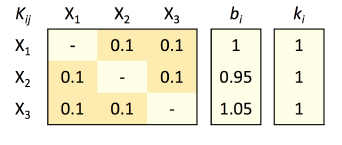 Kij X₁ X₂ X₃ bi ki
X₁ - 0.1 0.1 1 1
X₂ 0.1 - 0.1 0.95 1
X₃ 0.1 0.1 - 1.05 1